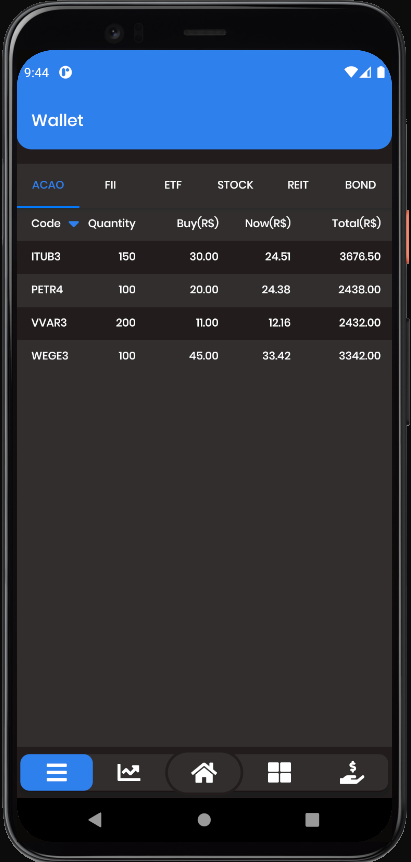 9:44
Wallet
ACAO FII ETF STOCK REIT BOND
Code Quantity Buy(R$) Now(R$) Total(R$)
ITUB3 150 30.00 24.51 3676.50
PETR4 100 20.00 24.38 2438.00
VVAR3 200 11.00 12.16 2432.00
WEGE3 100 45.00 33.42 3342.00